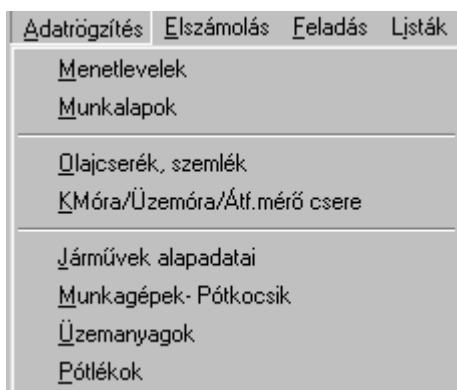 Adatrögzítés Elszámolás Feladás Listák
Menetlevelek
Munkalapok
Olajcserék, szemlék
KMóra/Üzemóra/Átf.mérő csere
Járművek alapadatai
Munkagépek- Pótkocsik
Üzemanyagok
Pótlékok